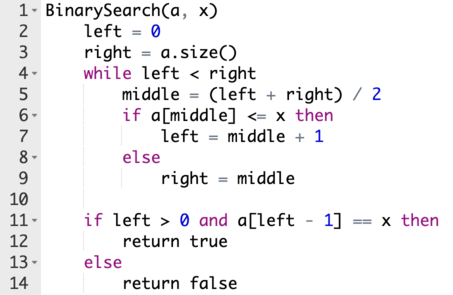 1 BinarySearch(a, x)
2     left = 0
3     right = a.size()
4     while left < right
5         middle = (left + right) / 2
6         if a[middle] <= x then
7             left = middle + 1
8         else
9             right = middle
10
11     if left > 0 and a[left - 1] == x then
12         return true
13     else
14         return false